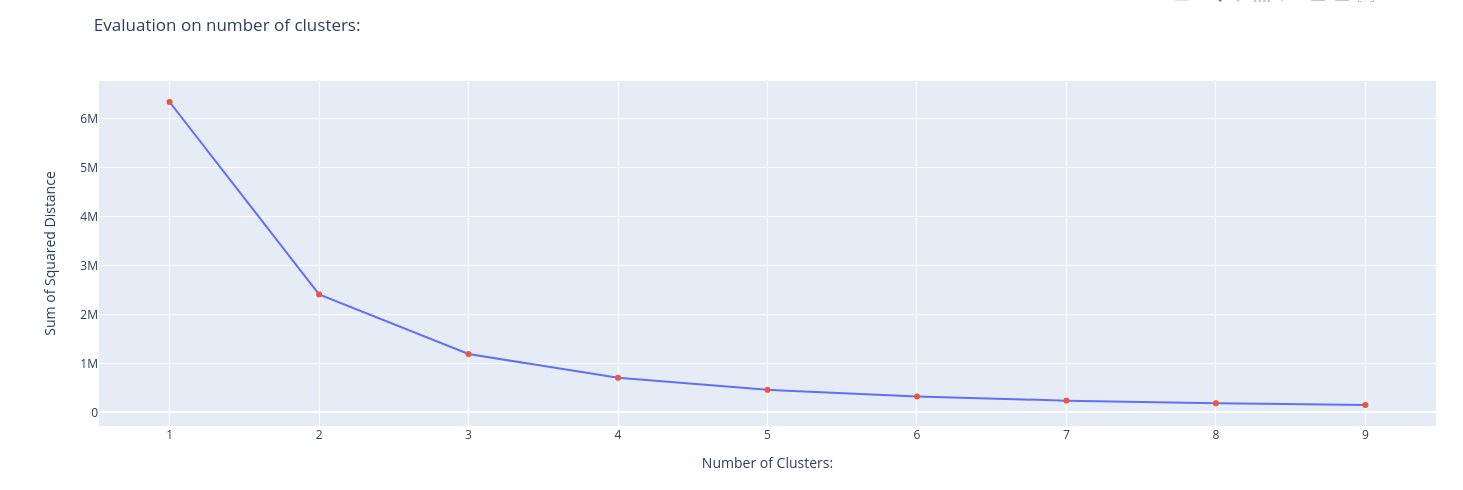 Evaluation on number of clusters:
6M
5M
4M
3M
2M
1M
0
Sum of Squared Distance
1 2 3 4 5 6 7 8 9
Number of Clusters: